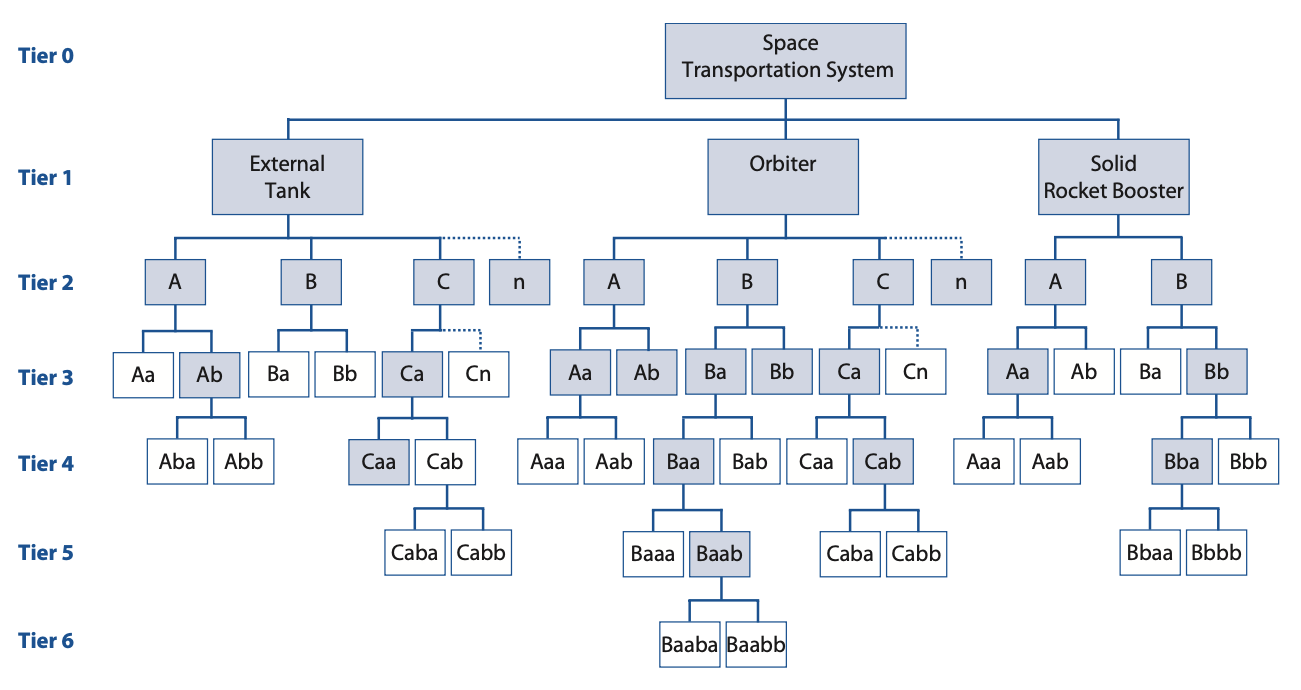 Tier 0
Space
Transportation System
Tier 1
External
Tank
Orbiter
Solid
Rocket Booster
Tier 2
A
B
C
n
A
B
C
n
A
B
Tier 3
Aa
Ab
Ba
Bb
Ca
Cn
Aa
Ab
Ba
Bb
Ca
Cn
Aa
Ab
Ba
Bb
Tier 4
Aba
Abb
Caa
Cab
Aaa
Aab
Baa
Bab
Caa
Cab
Aaa
Aab
Bba
Bbb
Tier 5
Caba
Cabb
Baaa
Baab
Caba
Cabb
Bbaa
Bbbb
Tier 6
Baaba
Baabb